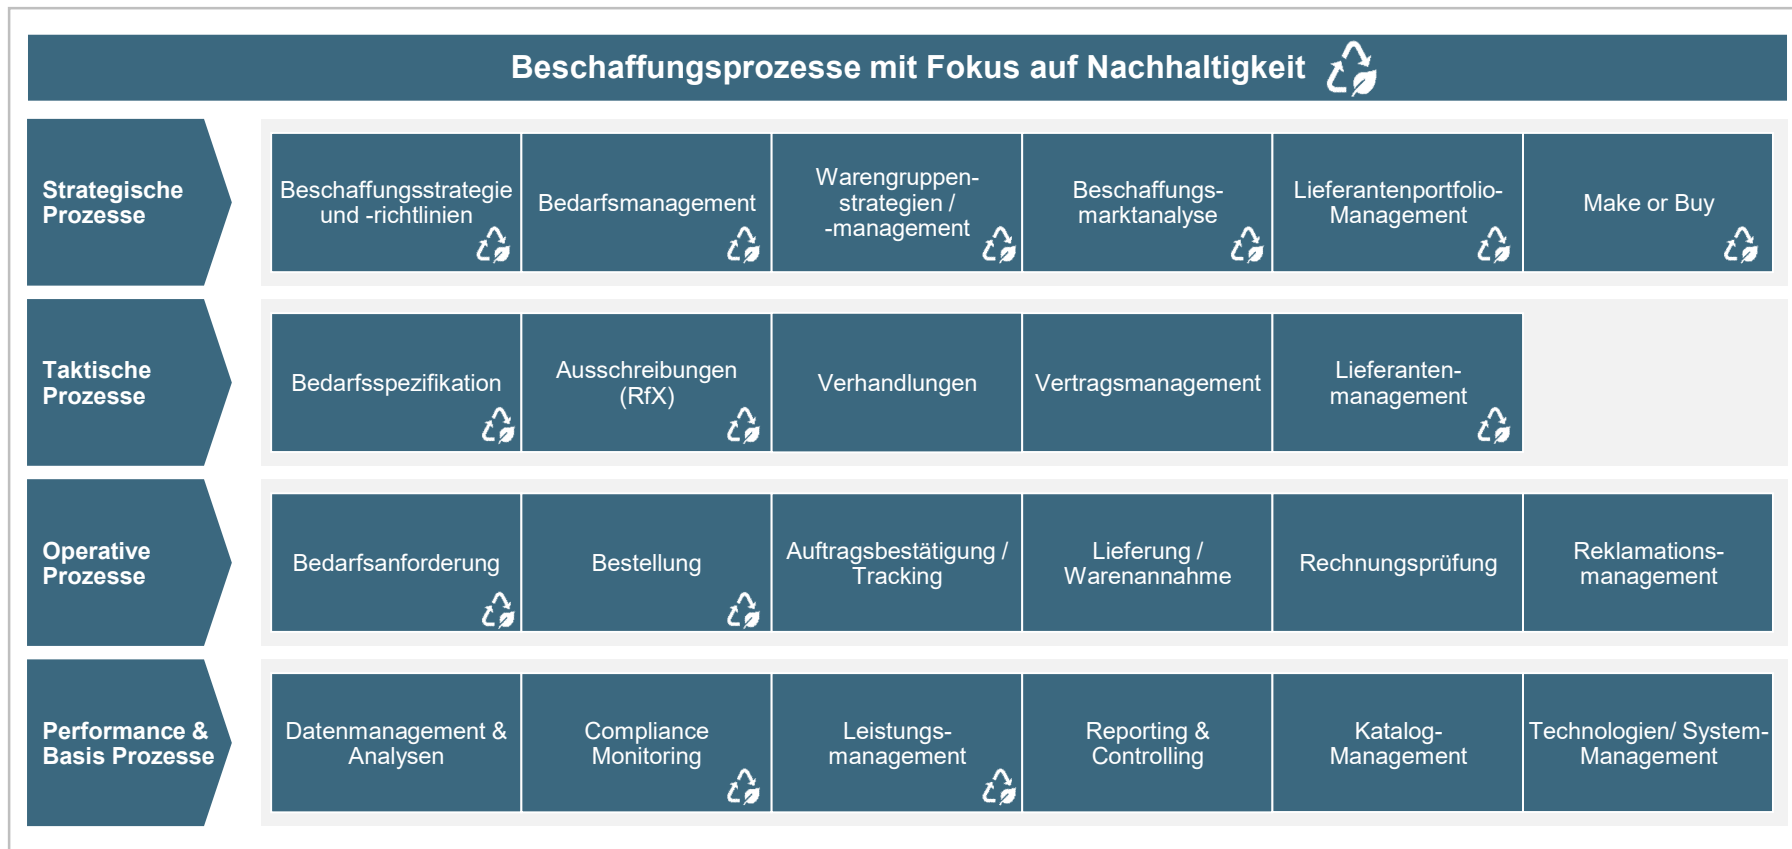 Beschaffungsprozesse mit Fokus auf Nachhaltigkeit
Strategische
Prozesse
Beschaffungsstrategie
und -richtlinien
Bedarfsmanagement
Warengruppen-
strategien /
-management
Beschaffungs-
marktanalyse
Lieferantenportfolio-
Management
Make or Buy
Taktische
Prozesse
Bedarfsspezifikation
Ausschreibungen
(RfX)
Verhandlungen
Vertragsmanagement
Lieferanten-
management
Operative
Prozesse
Bedarfsanforderung
Bestellung
Auftragsbestätigung /
Tracking
Lieferung /
Warenannahme
Rechnungsprüfung
Reklamations-
management
Performance &
Basis Prozesse
Datenmanagement &
Analysen
Compliance
Monitoring
Leistungs-
management
Reporting &
Controlling
Katalog-
Management
Technologien/ System-
Management